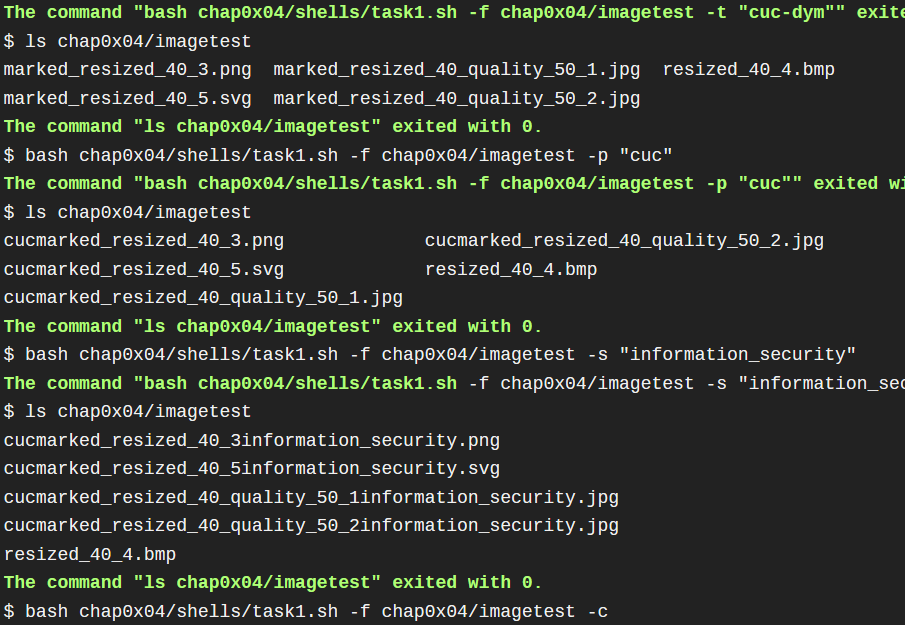 The command "bash chap0x04/shells/task1.sh -f chap0x04/imagetest -t "cuc-dym"" exite
$ ls chap0x04/imagetest
marked_resized_40_3.png  marked_resized_40_quality_50_1.jpg  resized_40_4.bmp
marked_resized_40_5.svg  marked_resized_40_quality_50_2.jpg
The command "ls chap0x04/imagetest" exited with 0.
$ bash chap0x04/shells/task1.sh -f chap0x04/imagetest -p "cuc"
The command "bash chap0x04/shells/task1.sh -f chap0x04/imagetest -p "cuc"" exited wi
$ ls chap0x04/imagetest
cucmarked_resized_40_3.png             cucmarked_resized_40_quality_50_2.jpg
cucmarked_resized_40_5.svg             resized_40_4.bmp
cucmarked_resized_40_quality_50_1.jpg
The command "ls chap0x04/imagetest" exited with 0.
$ bash chap0x04/shells/task1.sh -f chap0x04/imagetest -s "information_security"
The command "bash chap0x04/shells/task1.sh -f chap0x04/imagetest -s "information_sec
$ ls chap0x04/imagetest
cucmarked_resized_40_3information_security.png
cucmarked_resized_40_5information_security.svg
cucmarked_resized_40_quality_50_1information_security.jpg
cucmarked_resized_40_quality_50_2information_security.jpg
resized_40_4.bmp
The command "ls chap0x04/imagetest" exited with 0.
$ bash chap0x04/shells/task1.sh -f chap0x04/imagetest -c